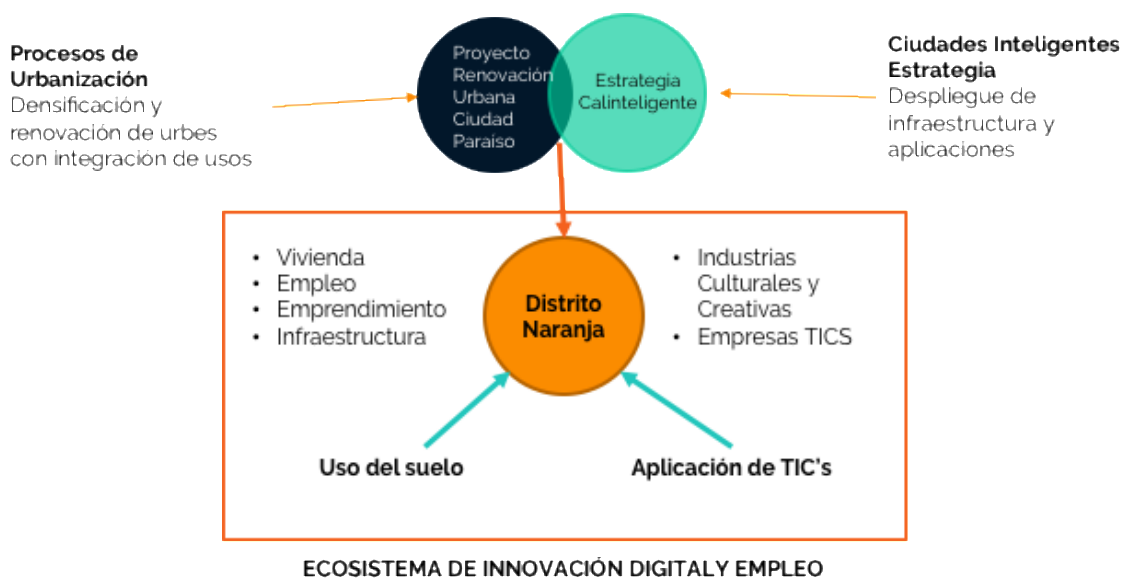 Procesos de
Urbanización
Densificación y
renovación de urbes
con integración de usos
Proyecto
Renovación
Urbana
Ciudad
Paraíso
Estrategia
Calinteligente
Ciudades Inteligentes
Estrategia
Despliegue de
infraestructura y
aplicaciones
• Vivienda
• Empleo
• Emprendimiento
• Infraestructura
Distrito
Naranja
• Industrias
Culturales y
Creativas
• Empresas TICS
Uso del suelo
Aplicación de TIC's
ECOSISTEMA DE INNOVACIÓN DIGITALY EMPLEO